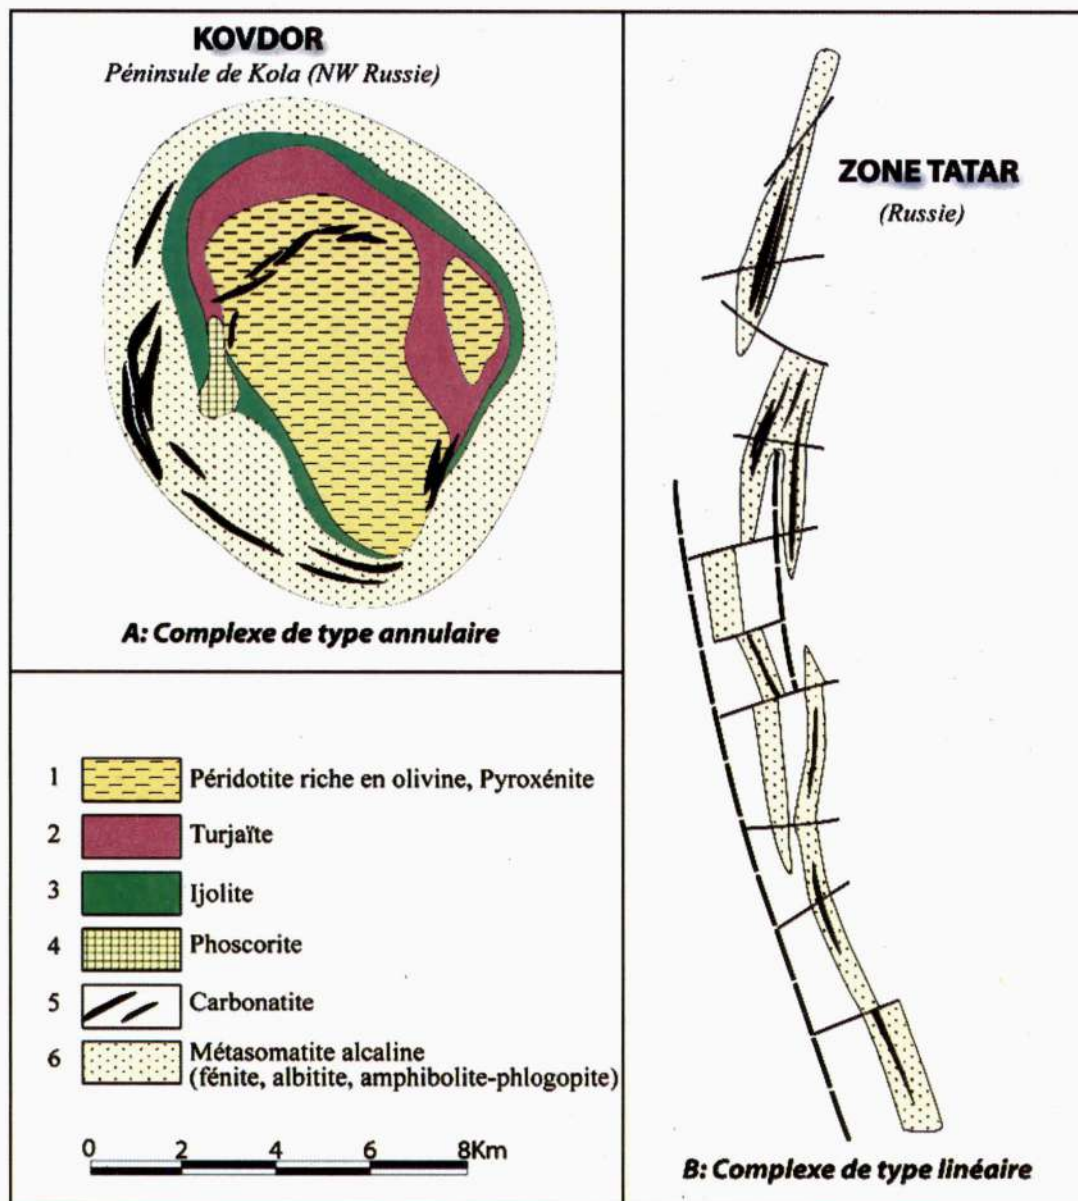 KOVDOR
Péninsule de Kola (NW Russie)
A: Complexe de type annulaire
ZONE TATAR
(Russie)
1 Péridotite riche en olivine, Pyroxénite
2 Turjaïte
3 Ijolite
4 Phoscorite
5 Carbonatite
6 Métasomatite alcaline
(fénite, albitite, amphibolite-phlogopite)
0 2 4 6 8Km
B: Complexe de type linéaire